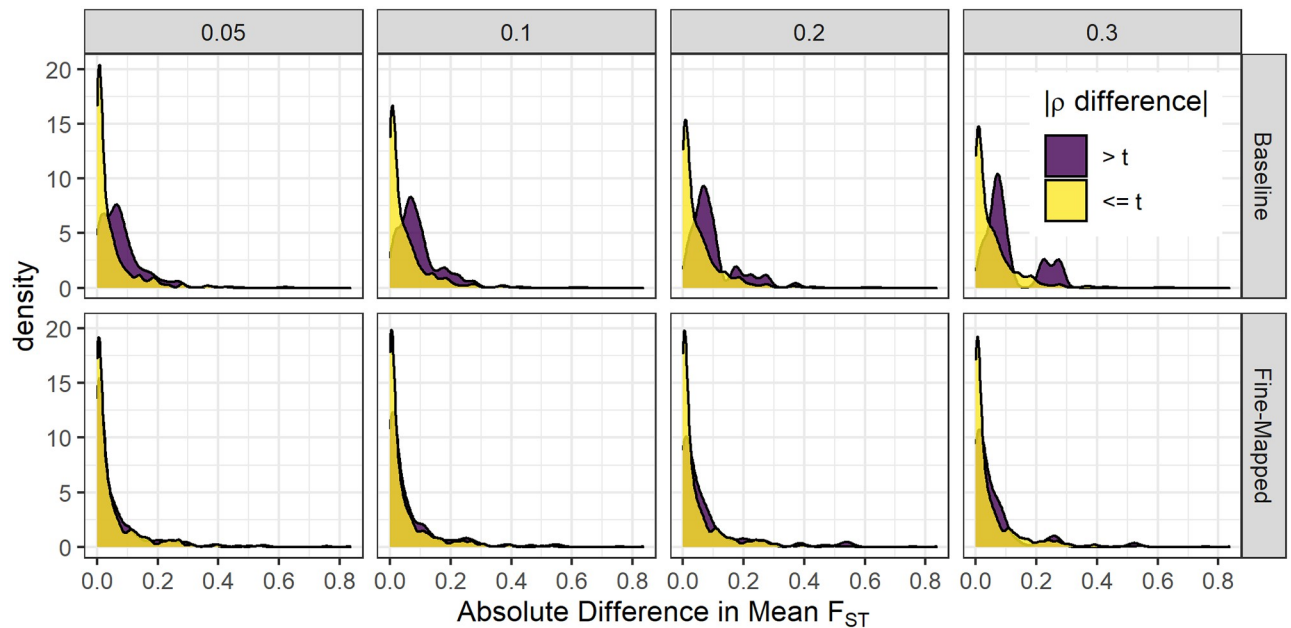 0.05 0.1 0.2 0.3
20
15
10
5
0
Baseline
|ρ difference|
> t
<= t
density
20
15
10
5
0
Fine-Mapped
0.0 0.2 0.4 0.6 0.8 0.0 0.2 0.4 0.6 0.8 0.0 0.2 0.4 0.6 0.8 0.0 0.2 0.4 0.6 0.8
Absolute Difference in Mean FST